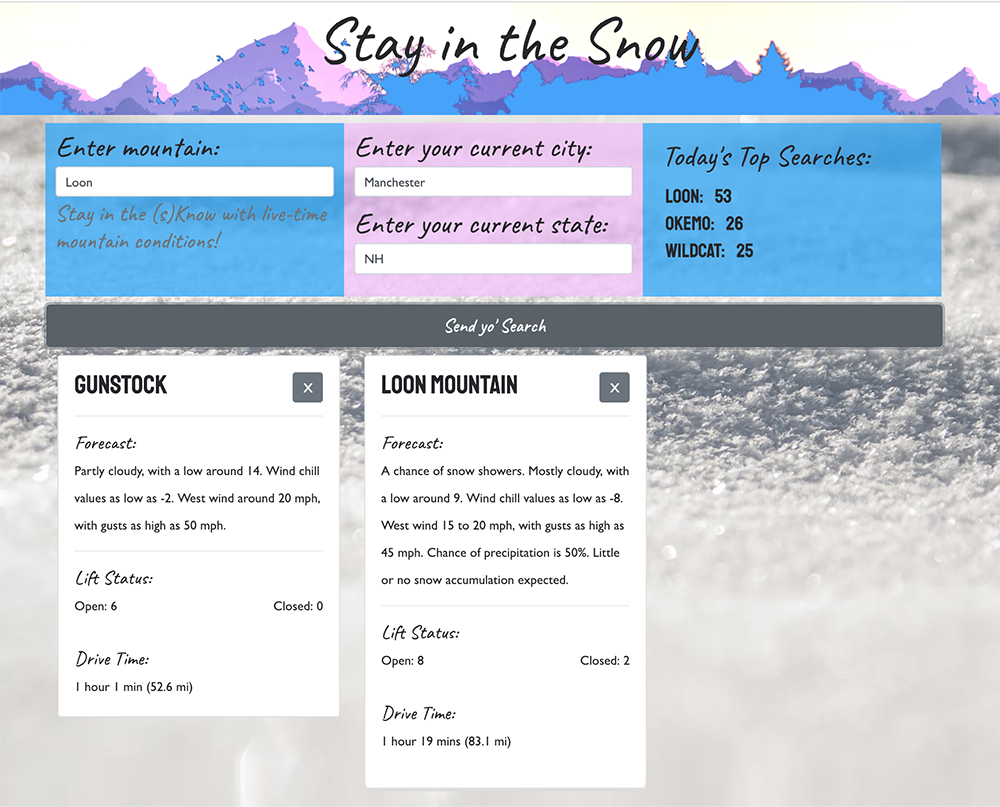 Stay in the Snow
Enter mountain:
Loon
Stay in the (s)Know with live-time
mountain conditions!
Enter your current city:
Manchester
Enter your current state:
NH
Today's Top Searches:
LOON: 53
OKEMO: 26
WILDCAT: 25
Send yo' Search
GUNSTOCK
X
Forecast:
Partly cloudy, with a low around 14. Wind chill
values as low as -2. West wind around 20 mph,
with gusts as high as 50 mph.
Lift Status:
Open: 6 Closed: 0
Drive Time:
1 hour 1 min (52.6 mi)
LOON MOUNTAIN
X
Forecast:
A chance of snow showers. Mostly cloudy, with
a low around 9. Wind chill values as low as -8.
West wind 15 to 20 mph, with gusts as high as
45 mph. Chance of precipitation is 50%. Little
or no snow accumulation expected.
Lift Status:
Open: 8 Closed: 2
Drive Time:
1 hour 19 mins (83.1 mi)